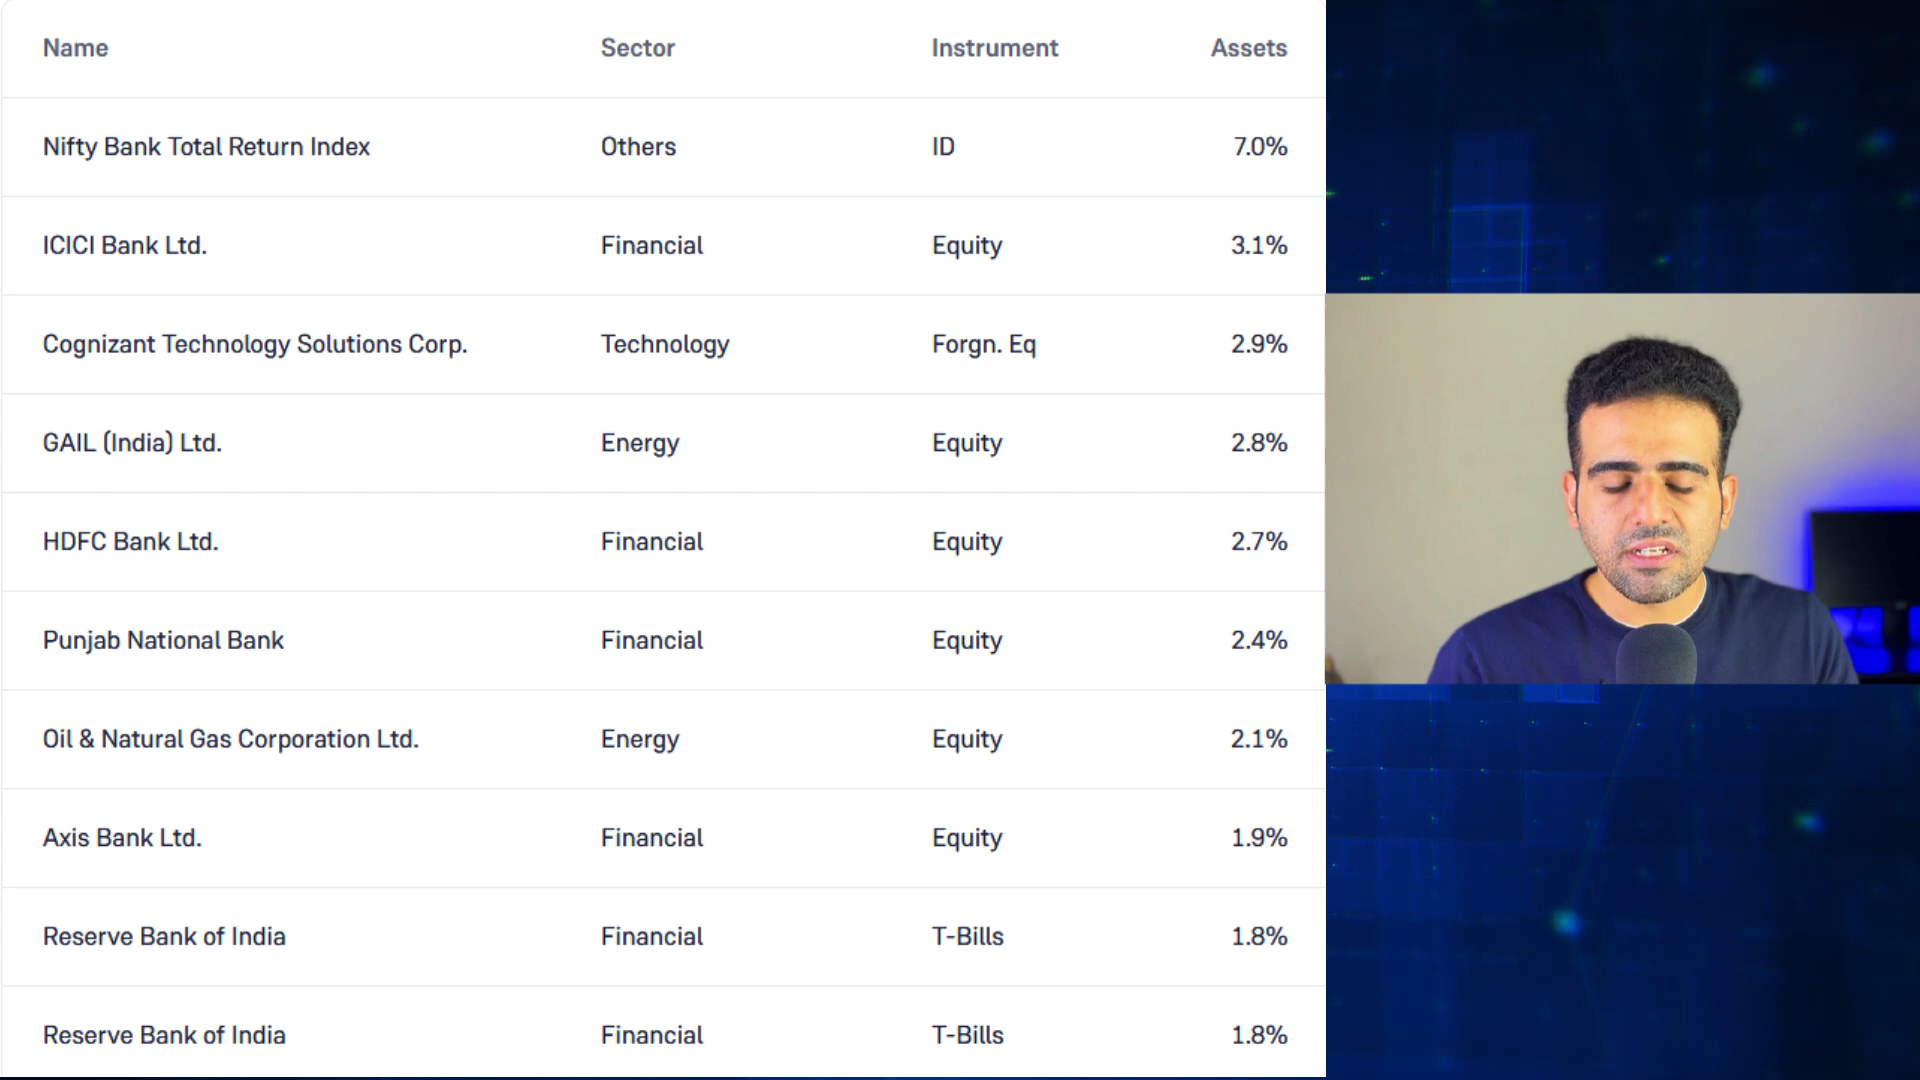 Name Sector Instrument Assets
Nifty Bank Total Return Index Others ID 7.0%
ICICI Bank Ltd. Financial Equity 3.1%
Cognizant Technology Solutions Corp. Technology Forgn. Eq 2.9%
GAIL (India) Ltd. Energy Equity 2.8%
HDFC Bank Ltd. Financial Equity 2.7%
Punjab National Bank Financial Equity 2.4%
Oil & Natural Gas Corporation Ltd. Energy Equity 2.1%
Axis Bank Ltd. Financial Equity 1.9%
Reserve Bank of India Financial T-Bills 1.8%
Reserve Bank of India Financial T-Bills 1.8%